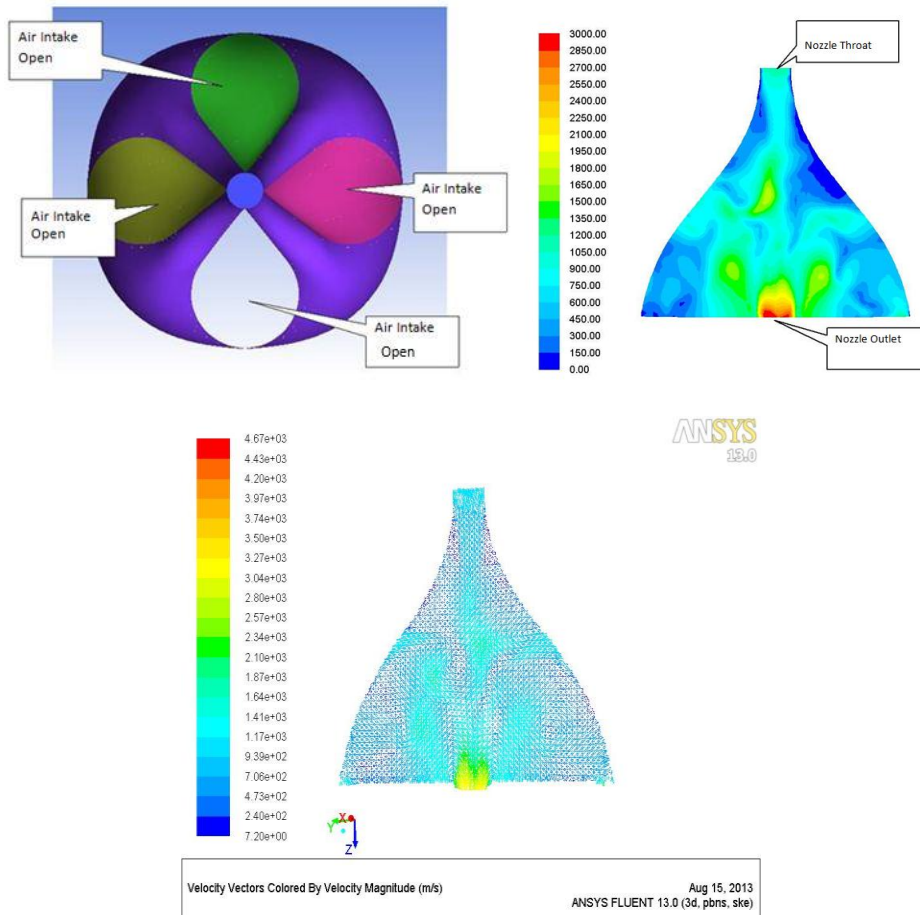 Air Intake
Open
Air Intake
Open
Air Intake
Open
Air Intake
Open
3000.00
2850.00
2700.00
2550.00
2400.00
2250.00
2100.00
1950.00
1800.00
1650.00
1500.00
1350.00
1200.00
1050.00
900.00
750.00
600.00
450.00
300.00
150.00
0.00
Nozzle Throat
Nozzle Outlet
ANSYS
13.0
4.67e+03
4.43e+03
4.20e+03
3.97e+03
3.74e+03
3.50e+03
3.27e+03
3.04e+03
2.80e+03
2.57e+03
2.34e+03
2.10e+03
1.87e+03
1.64e+03
1.41e+03
1.17e+03
9.39e+02
7.06e+02
4.73e+02
2.40e+02
7.20e+00
X
Y
Z
Velocity Vectors Colored By Velocity Magnitude (m/s)
Aug 15, 2013
ANSYS FLUENT 13.0 (3d, pbns, ske)